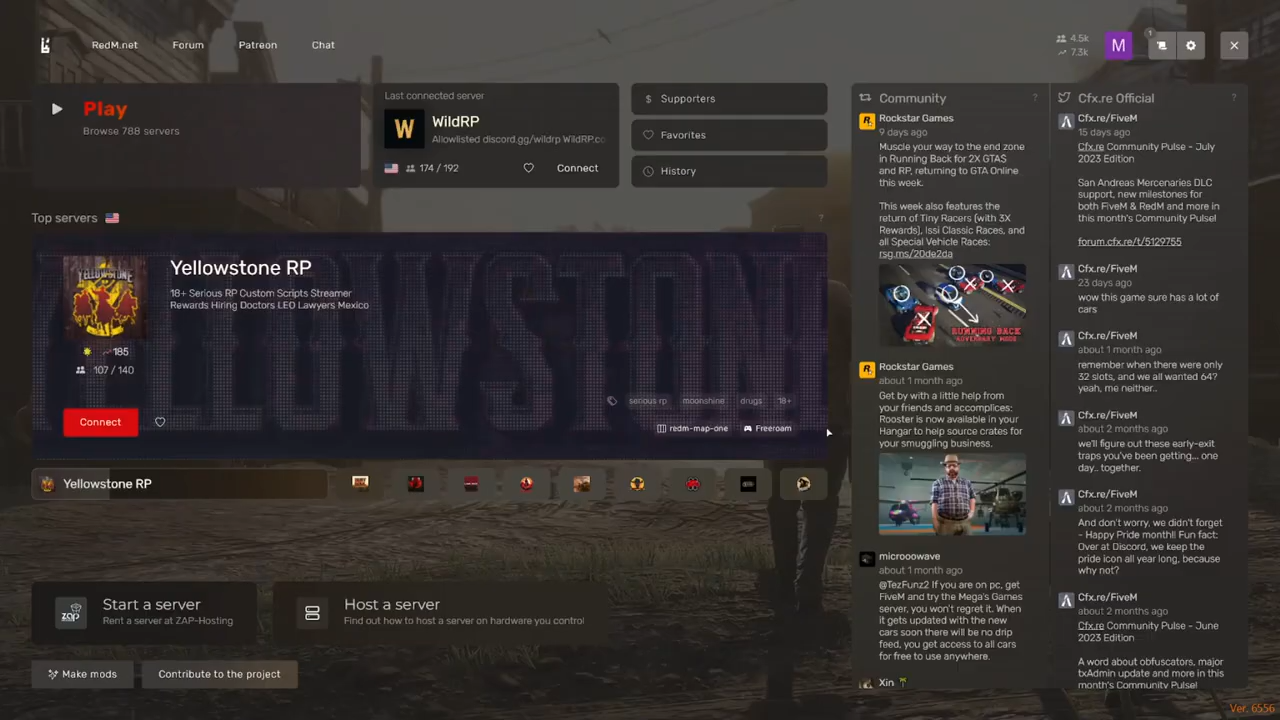 RedM.net
Forum
Patreon
Chat
4.5k
7.3k
M
1
Play
Browse 788 servers
Last connected server
W
WildRP
Allowlisted discord.gg/wildrp WildRP.co
174 / 192
Connect
Supporters
Favorites
History
Top servers
?
YELLOWSTONE
Yellowstone RP
18+ Serious RP Custom Scripts Streamer
Rewards Hiring Doctors LEO Lawyers Mexico
185
107 / 140
Connect
serious rp
moonshine
drugs
18+
redm-map-one
Freeroam
Yellowstone RP
ZAP
Start a server
Rent a server at ZAP-Hosting
Host a server
Find out how to host a server on hardware you control
Make mods
Contribute to the project
Community
?
Rockstar Games
9 days ago
Muscle your way to the end zone
in Running Back for 2X GTA$
and RP, returning to GTA Online
this week.
This week also features the
return of Tiny Racers (with 3X
Rewards), Issi Classic Races, and
all Special Vehicle Races:
rsg.ms/20de2da
RUNNING BACK
ADVERSARY MODE
Rockstar Games
about 1 month ago
Get by with a little help from
your friends and accomplices:
Rooster is now available in your
Hangar to help source crates for
your smuggling business.
microoowave
about 1 month ago
@TezFunz2 If you are on pc, get
FiveM and try the Mega's Games
server, you won't regret it. When
it gets updated with the new
cars soon there will be no drip
feed, you get access to all cars
for free to use anywhere.
Xin
Cfx.re Official
?
Cfx.re/FiveM
15 days ago
Cfx.re Community Pulse - July
2023 Edition
San Andreas Mercenaries DLC
support, new milestones for
both FiveM & RedM and more in
this month's Community Pulse!
forum.cfx.re/t/5129755
Cfx.re/FiveM
23 days ago
wow this game sure has a lot of
cars
Cfx.re/FiveM
about 1 month ago
remember when there were only
32 slots, and we all wanted 64?
yeah, me neither..
Cfx.re/FiveM
about 2 months ago
we'll figure out these early-exit
traps you've been getting... one
day.. together.
Cfx.re/FiveM
about 2 months ago
And don't worry, we didn't forget
- Happy Pride month!! Fun fact:
Over at Discord, we keep the
pride icon all year long, because
why not?
Cfx.re/FiveM
about 2 months ago
Cfx.re Community Pulse - June
2023 Edition
A word about obfuscators, major
txAdmin update and more in this
month's Community Pulse!
Ver. 6556